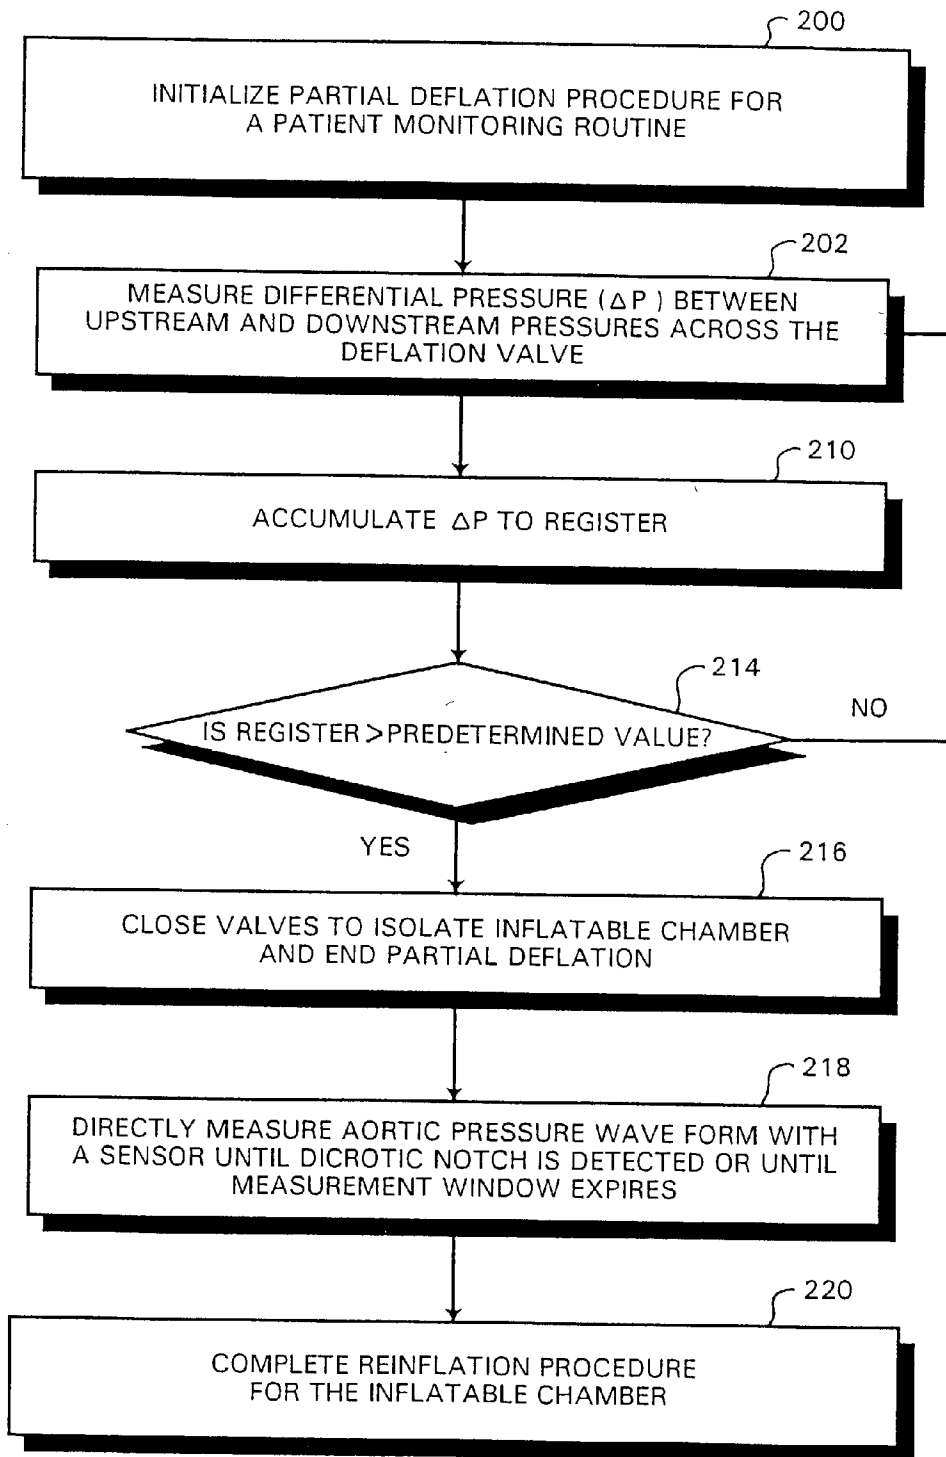 200
INITIALIZE PARTIAL DEFLATION PROCEDURE FOR
A PATIENT MONITORING ROUTINE
202
MEASURE DIFFERENTIAL PRESSURE (△P) BETWEEN
UPSTREAM AND DOWNSTREAM PRESSURES ACROSS THE
DEFLATION VALVE
210
ACCUMULATE △P TO REGISTER
214
IS REGISTER>PREDETERMINED VALUE?
NO
YES
216
CLOSE VALVES TO ISOLATE INFLATABLE CHAMBER
AND END PARTIAL DEFLATION
218
DIRECTLY MEASURE AORTIC PRESSURE WAVE FORM WITH
A SENSOR UNTIL DICROTIC NOTCH IS DETECTED OR UNTIL
MEASUREMENT WINDOW EXPIRES
220
COMPLETE REINFLATION PROCEDURE
FOR THE INFLATABLE CHAMBER